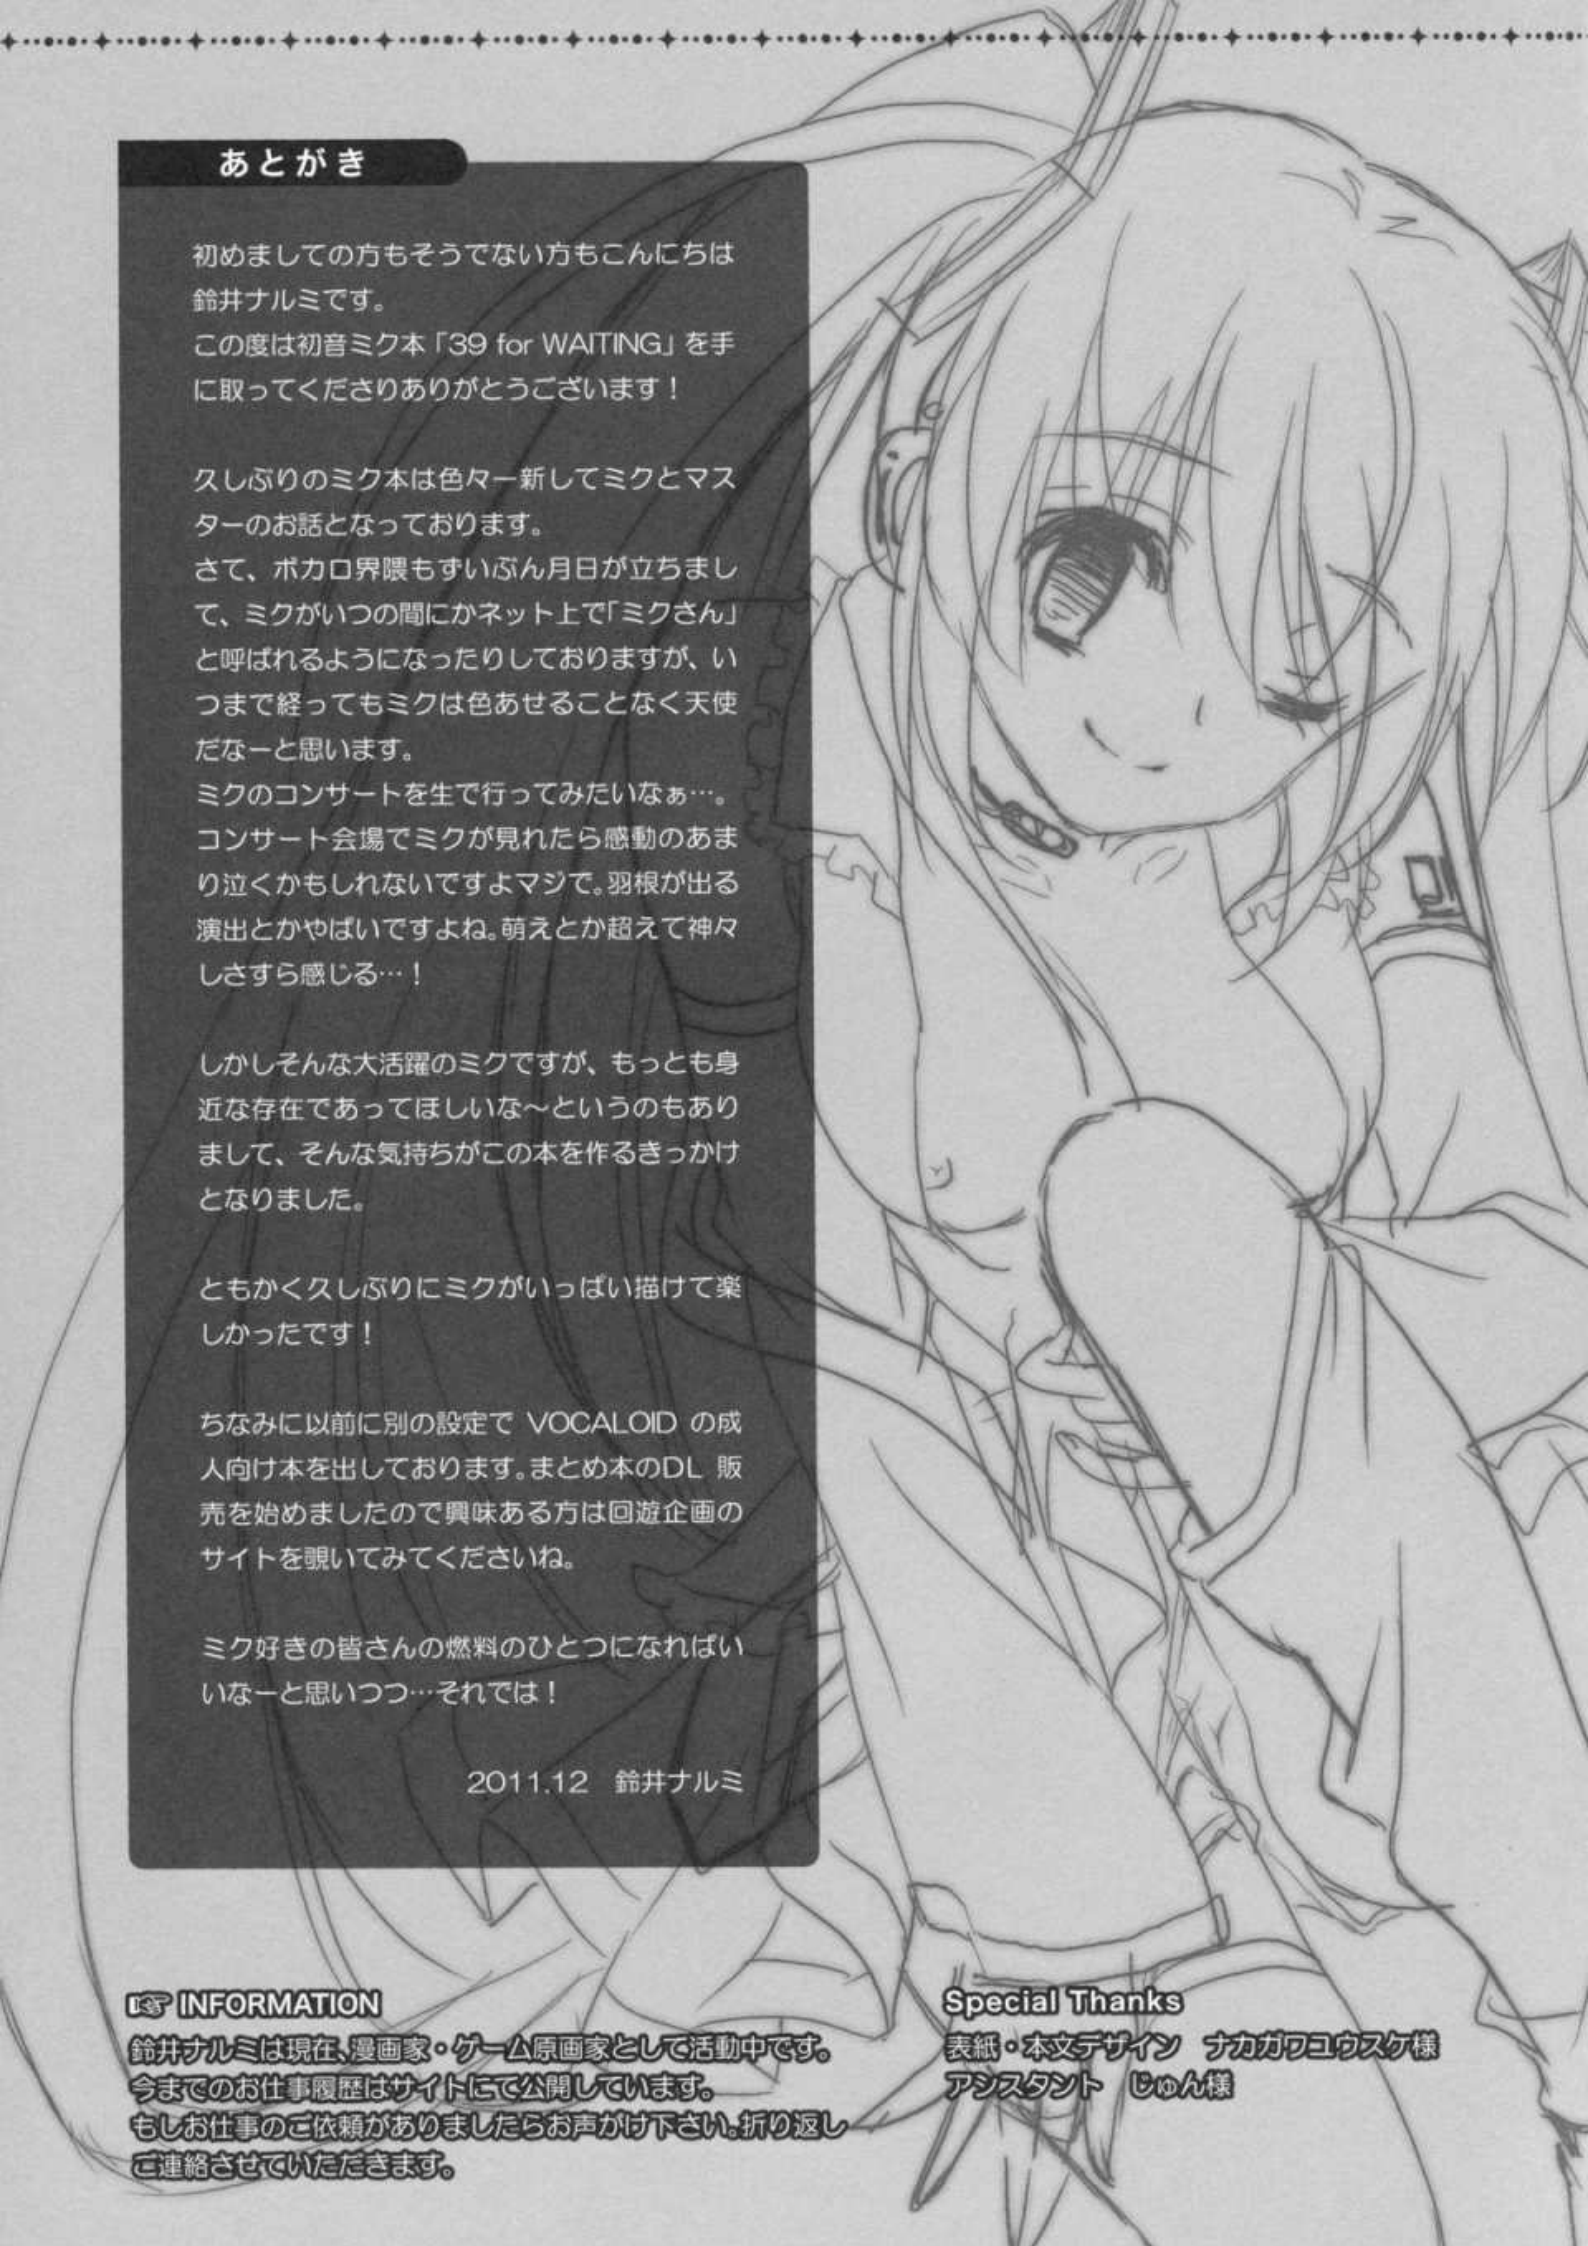 あとがき
初めましての方もそうでない方もこんにちは
鈴井ナルミです。
この度は初音ミク本「39 for WAITING」を手
に取ってくださりありがとうございます！
久しぶりのミク本は色々一新してミクとマス
ターのお話となっております。
さて、ボカロ界隈もずいぶん月日が立ちまし
て、ミクがいつの間にかネット上で「ミクさん」
と呼ばれるようになったりしておりますが、い
つまで経ってもミクは色あせることなく天使
だなーと思います。
ミクのコンサートを生で行ってみたいなぁ…。
コンサート会場でミクが見れたら感動のあま
り泣くかもしれないですよマジで。羽根が出る
演出とかやばいですよね。萌えとか超えて神々
しさすら感じる…！
しかしそんな大活躍のミクですが、もっとも身
近な存在であってほしいな～というのもあり
まして、そんな気持ちがこの本を作るきっかけ
となりました。
ともかく久しぶりにミクがいっぱい描けて楽
しかったです！
ちなみに以前に別の設定で VOCALOID の成
人向け本を出しております。まとめ本のDL 販
売を始めましたので興味ある方は回遊企画の
サイトを覗いてみてくださいね。
ミク好きの皆さんの燃料のひとつになればい
いなーと思いつつ…それでは！
2011.12　鈴井ナルミ
☞ INFORMATION
鈴井ナルミは現在、漫画家・ゲーム原画家として活動中です。
今までのお仕事履歴はサイトにて公開しています。
もしお仕事のご依頼がありましたらお声がけ下さい。折り返し
ご連絡させていただきます。
Special Thanks
表紙・本文デザイン　ナカガワユウスケ様
アシスタント　じゅん様